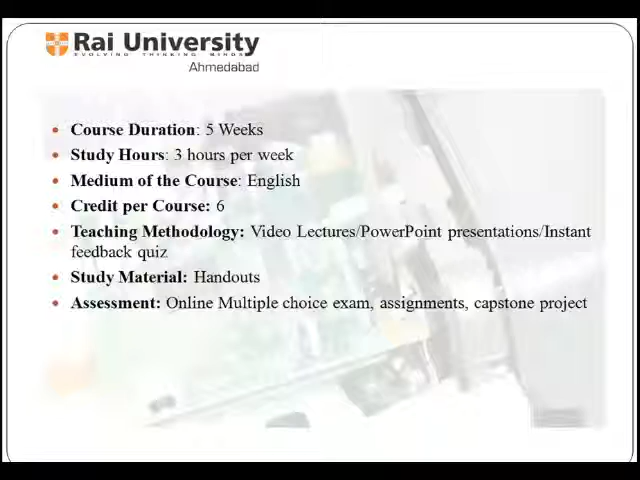 Rai University
EVOLVING THINKING MINDS
Ahmedabad
• Course Duration: 5 Weeks
• Study Hours: 3 hours per week
• Medium of the Course: English
• Credit per Course: 6
• Teaching Methodology: Video Lectures/PowerPoint presentations/Instant
feedback quiz
• Study Material: Handouts
• Assessment: Online Multiple choice exam, assignments, capstone project